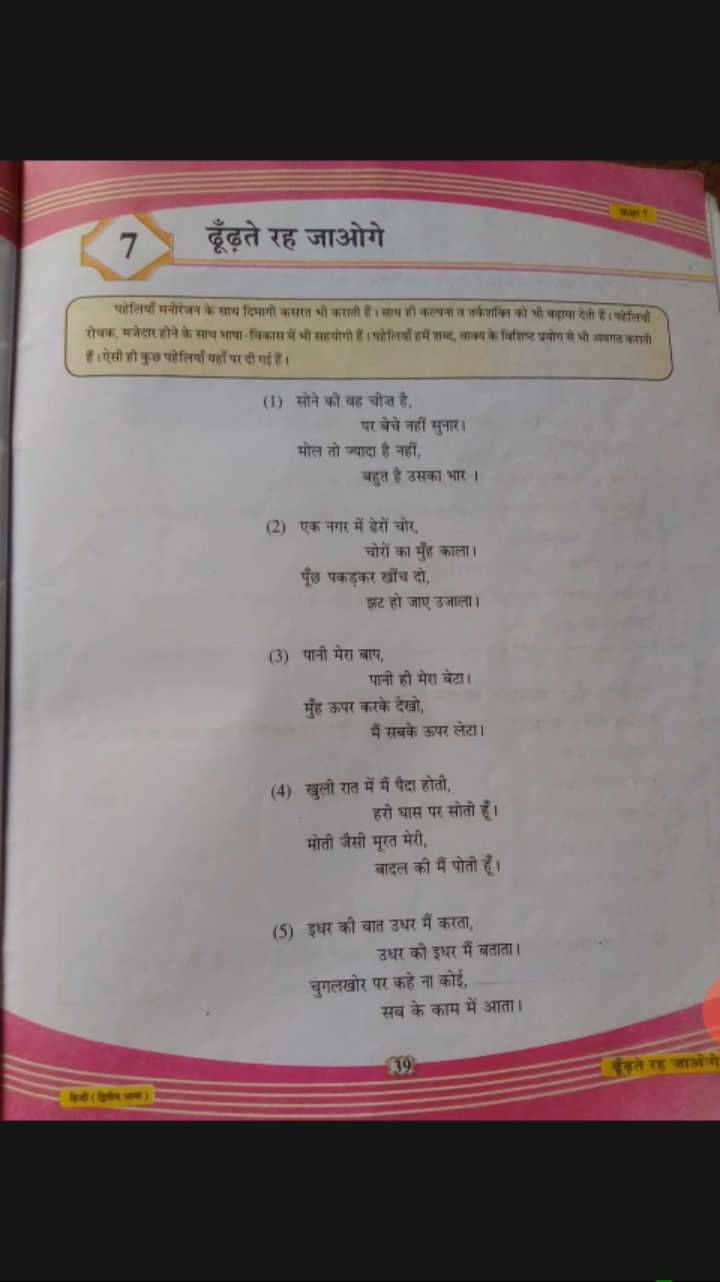 कक्षा 7
7
ढूँढ़ते रह जाओगे
पहेलियाँ मनोरंजन के साथ दिमागी कसरत भी कराती हैं। साथ ही कल्पना व तर्कशक्ति को भी बढ़ावा देती हैं। पहेलियाँ
रोचक, मजेदार होने के साथ भाषा-विकास में भी सहयोगी हैं। पहेलियाँ हमें शब्द, वाक्य के विशिष्ट प्रयोग से भी अवगत कराती
हैं। ऐसी ही कुछ पहेलियाँ यहाँ पर दी गई हैं।
(1) सोने की वह चीज है,
पर बेचे नहीं सुनार।
मोल तो ज्यादा है नहीं,
बहुत है उसका भार ।
(2) एक नगर में ढेरों चोर,
चोरों का मुँह काला।
पूँछ पकड़कर खींच दो,
झट हो जाए उजाला।
(3) पानी मेरा बाप,
पानी ही मेरा बेटा।
मुँह ऊपर करके देखो,
मैं सबके ऊपर लेटा।
(4) खुली रात में मैं पैदा होती,
हरी घास पर सोती हूँ।
मोती जैसी मूरत मेरी,
बादल की मैं पोती हूँ।
(5) इधर की बात उधर मैं करता,
उधर की इधर मैं बताता।
चुगलखोर पर कहे ना कोई,
सब के काम में आता।
39
ढूँढ़ते रह जाओगे
हिन्दी (द्वितीय भाषा)